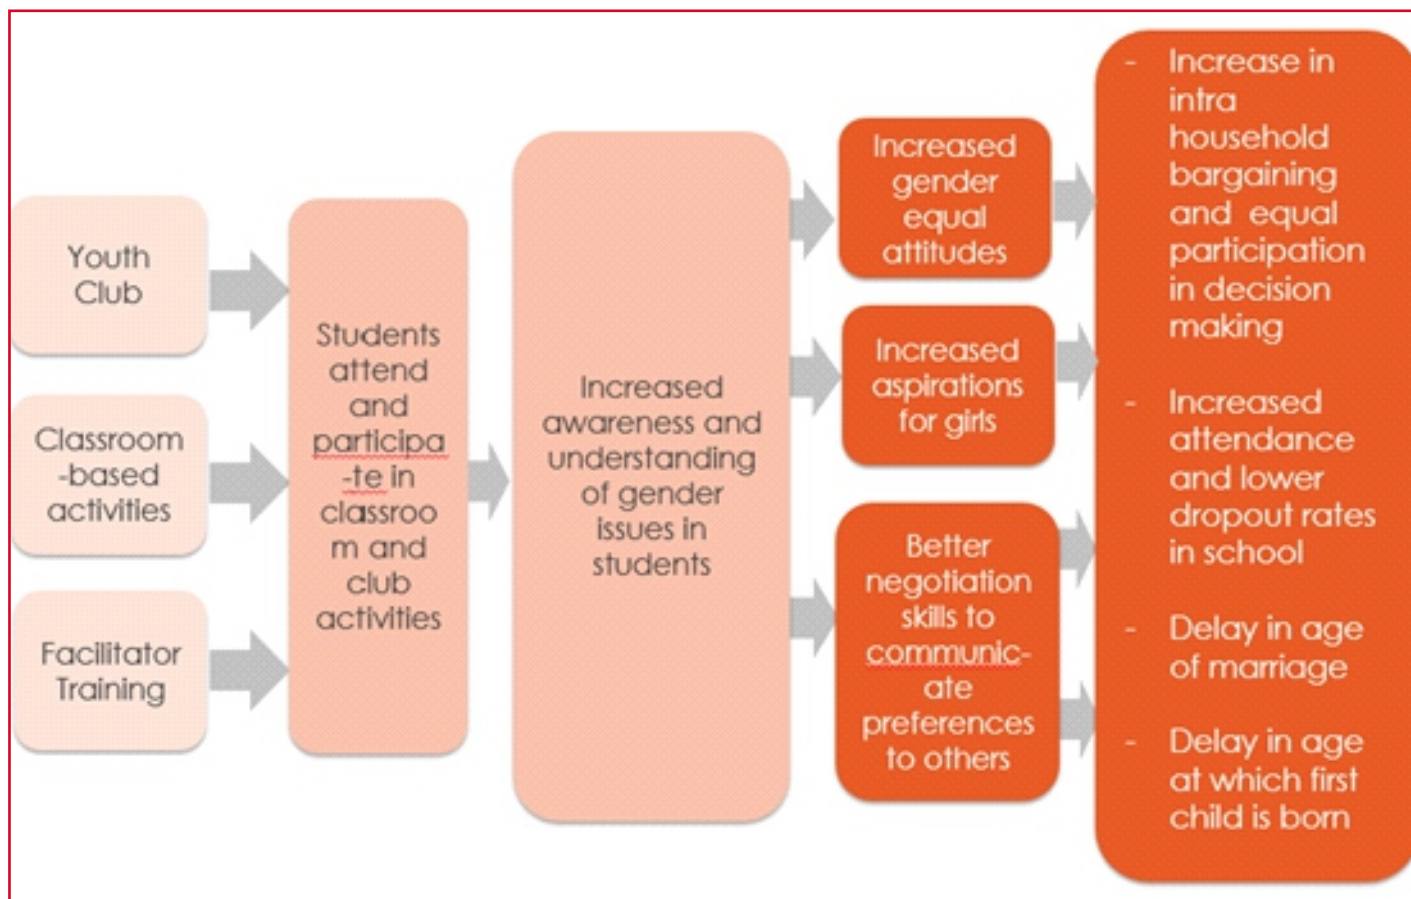 Youth
Club
Classroom
-based
activities
Facilitator
Training
Students
attend
and
participa
-te in
classroo
m and
club
activities
Increased
awareness and
understanding
of gender
issues in
students
Increased
gender
equal
attitudes
Increased
aspirations
for girls
Better
negotiation
skills to
communic-
ate
preferences
to others
- Increase in
intra
household
bargaining
and equal
participation
in decision
making
- Increased
attendance
and lower
dropout rates
in school
- Delay in age
of marriage
- Delay in age
at which first
child is born